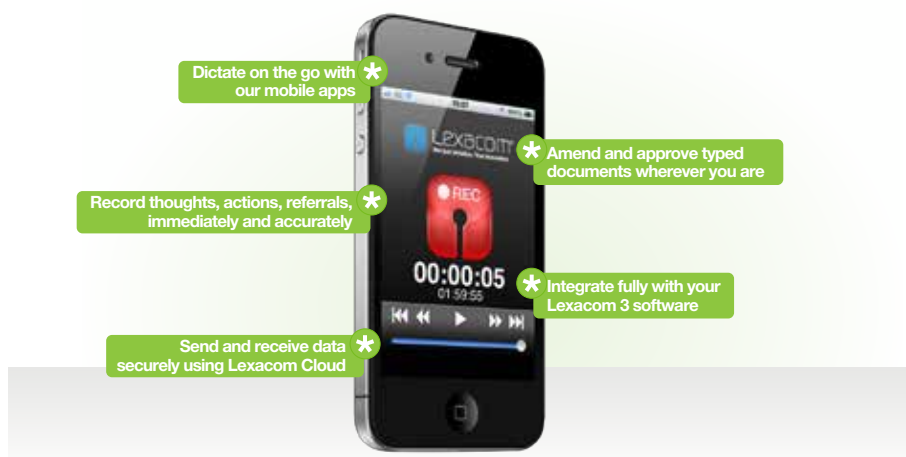 Dictate on the go with
our mobile apps
Lexacom
Amend and approve typed
documents wherever you are
REC
Record thoughts, actions, referrals,
immediately and accurately
00:00:05
01:59:55
Integrate fully with your
Lexacom 3 software
Send and receive data
securely using Lexacom Cloud